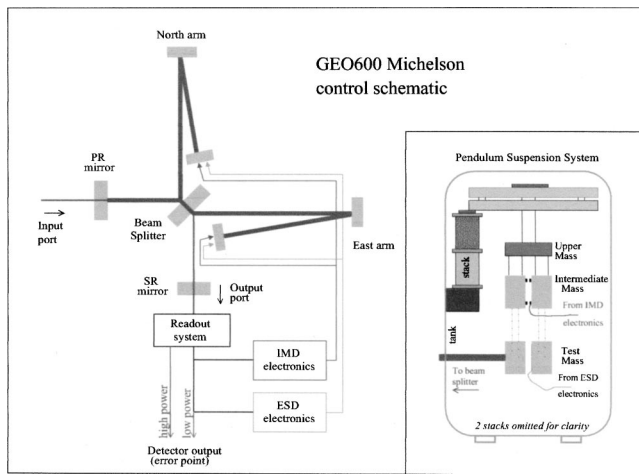 North arm
GEO600 Michelson
control schematic
PR
mirror
Input
port
Beam
Splitter
East arm
SR
mirror
Output
port
Readout
system
IMD
electronics
ESD
electronics
high power
low power
Detector output
(error point)
Pendulum Suspension System
stack
tank
Upper
Mass
Intermediate
Mass
From IMD
electronics
Test
Mass
To beam
splitter
From ESD
electronics
2 stacks omitted for clarity